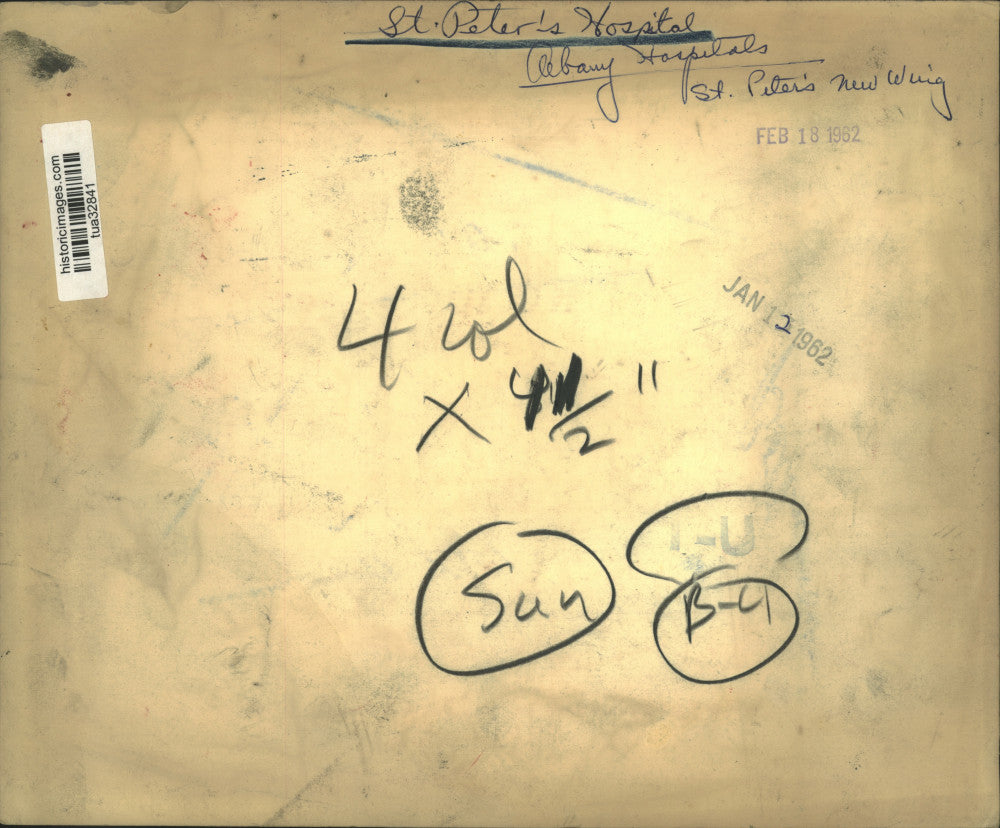 St. Peter's Hospital
Albany Hospitals
St. Peter's New Wing
FEB 18 1962
historicimages.com
tua32841
JAN 12 1962
4 col
x 4 1/2 "
Sun
T-U
B-4